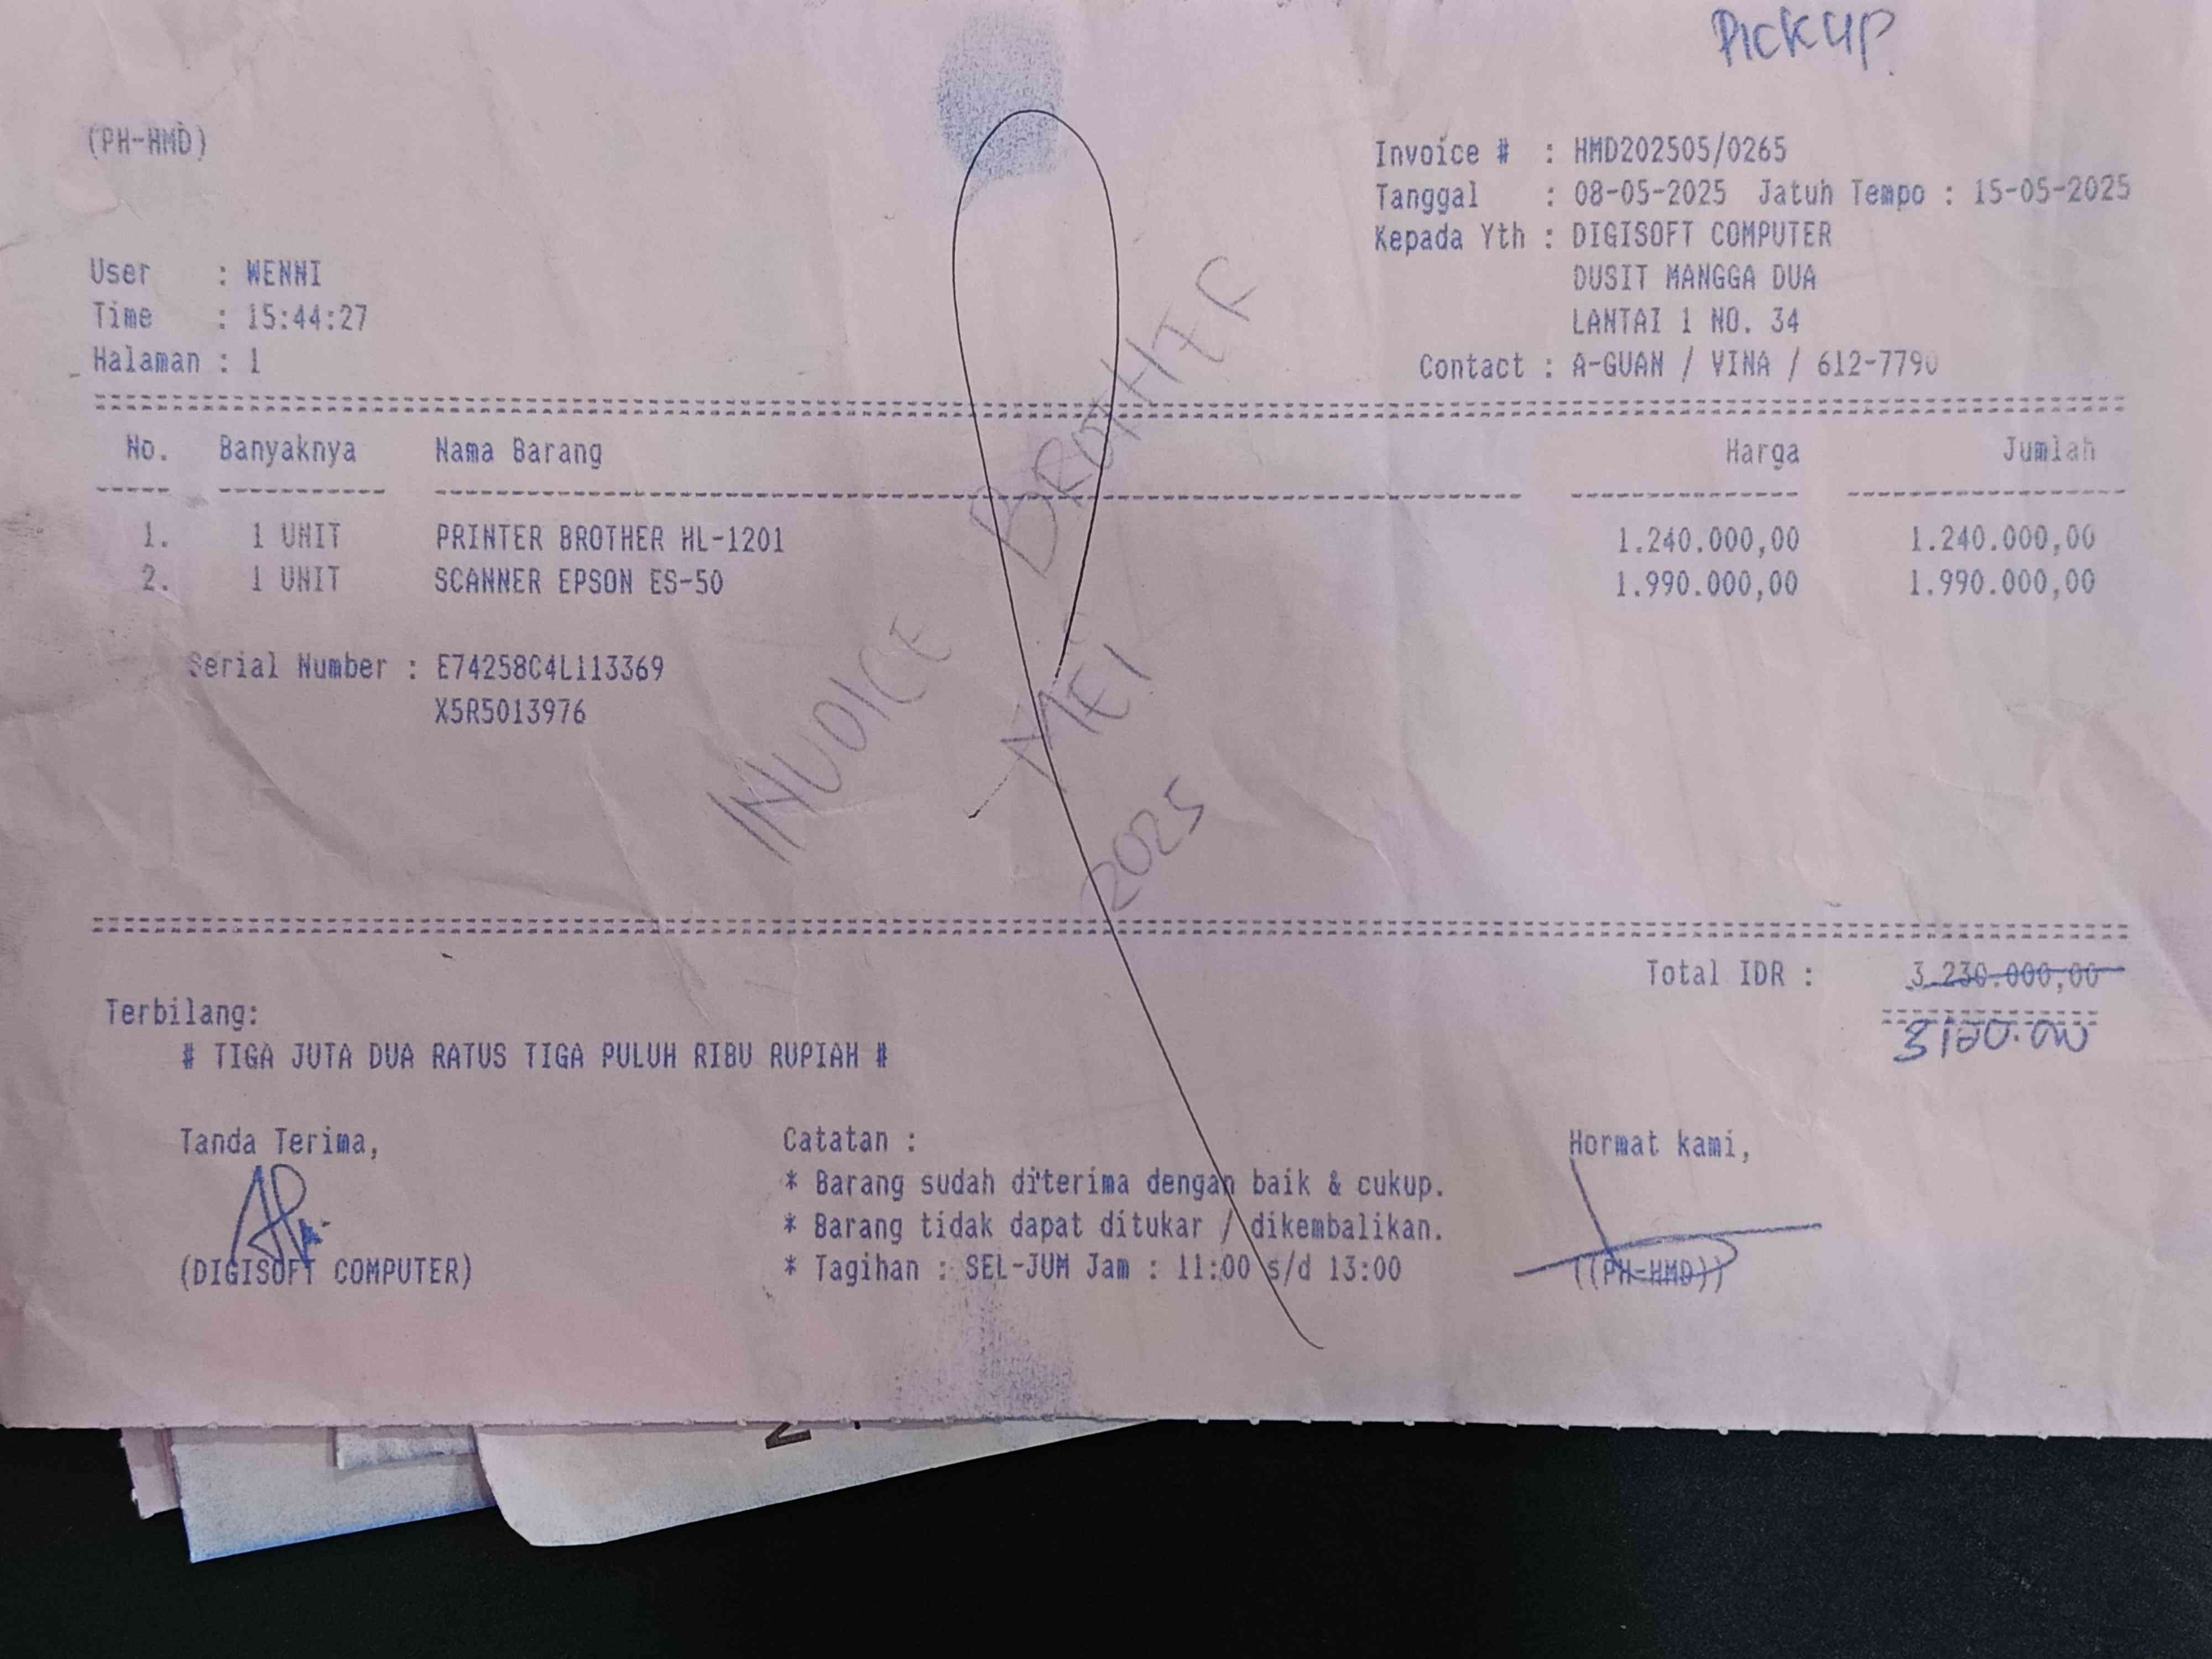 PICKUP
(PH-HMD)
Invoice # : HMD202505/0265
Tanggal : 08-05-2025 Jatuh Tempo : 15-05-2025
Kepada Yth : DIGISOFT COMPUTER
DUSIT MANGGA DUA
LANTAI 1 NO. 34
Contact : A-GUAN / VINA / 612-7790
User : WENNI
Time : 15:44:27
Halaman : 1
No. Banyaknya Nama Barang Harga Jumlah
1. 1 UNIT PRINTER BROTHER HL-1201 1.240.000,00 1.240.000,00
2. 1 UNIT SCANNER EPSON ES-50 1.990.000,00 1.990.000,00
Serial Number : E74258C4L113369
X5R5013976
INVOICE BROTHER
MEI
2025
Total IDR : 3.230.000,00
Terbilang:
# TIGA JUTA DUA RATUS TIGA PULUH RIBU RUPIAH #
Tanda Terima,
(DIGISOFT COMPUTER)
Catatan :
* Barang sudah diterima dengan baik & cukup.
* Barang tidak dapat ditukar / dikembalikan.
* Tagihan : SEL-JUM Jam : 11:00 s/d 13:00
Hormat kami,
((PH-HMD))